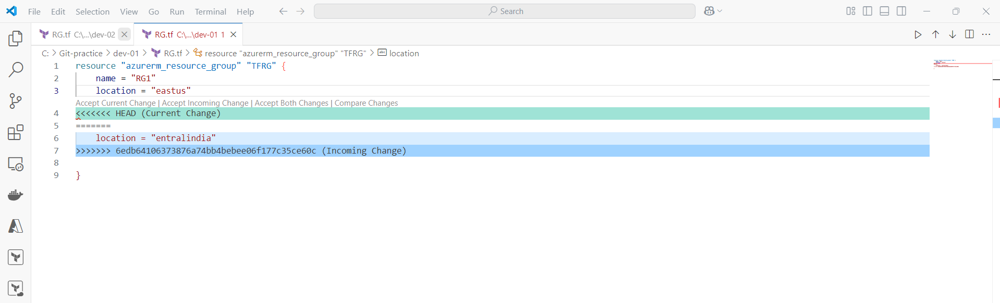 File Edit Selection View Go Run Terminal Help
Search
RG.tf C:\...\dev-02
RG.tf C:\...\dev-01 1
C: > Git-practice > dev-01 > RG.tf > resource "azurerm_resource_group" "TFRG" > location
1 resource "azurerm_resource_group" "TFRG" {
2 name = "RG1"
3 location = "eastus"
Accept Current Change | Accept Incoming Change | Accept Both Changes | Compare Changes
4 <<<<<<< HEAD (Current Change)
5 =======
6 location = "entralindia"
7 >>>>>>> 6edb64106373876a74bb4bebee06f177c35ce60c (Incoming Change)
8
9 }